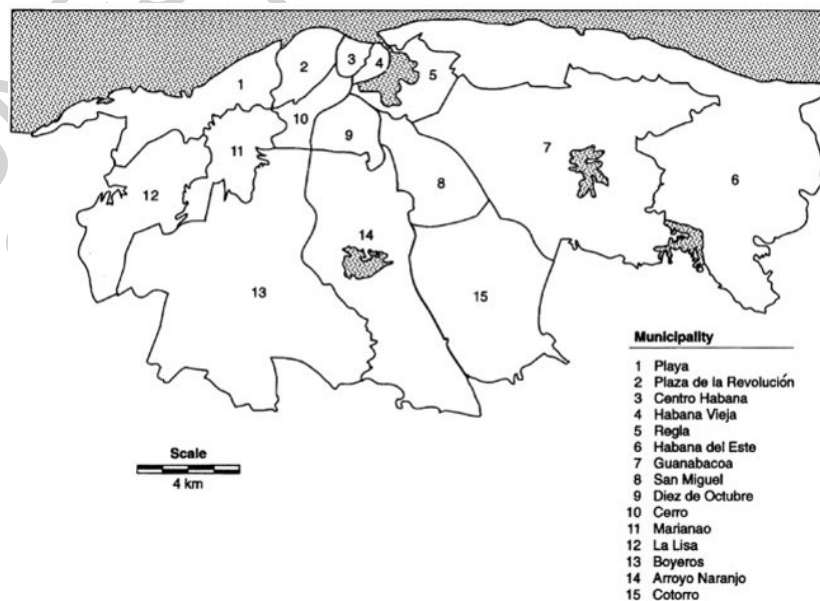 1
2
3
4
5
6
7
8
9
10
11
12
13
14
15
Scale
4 km
Municipality
1 Playa
2 Plaza de la Revolución
3 Centro Habana
4 Habana Vieja
5 Regla
6 Habana del Este
7 Guanabacoa
8 San Miguel
9 Diez de Octubre
10 Cerro
11 Marianao
12 La Lisa
13 Boyeros
14 Arroyo Naranjo
15 Cotorro